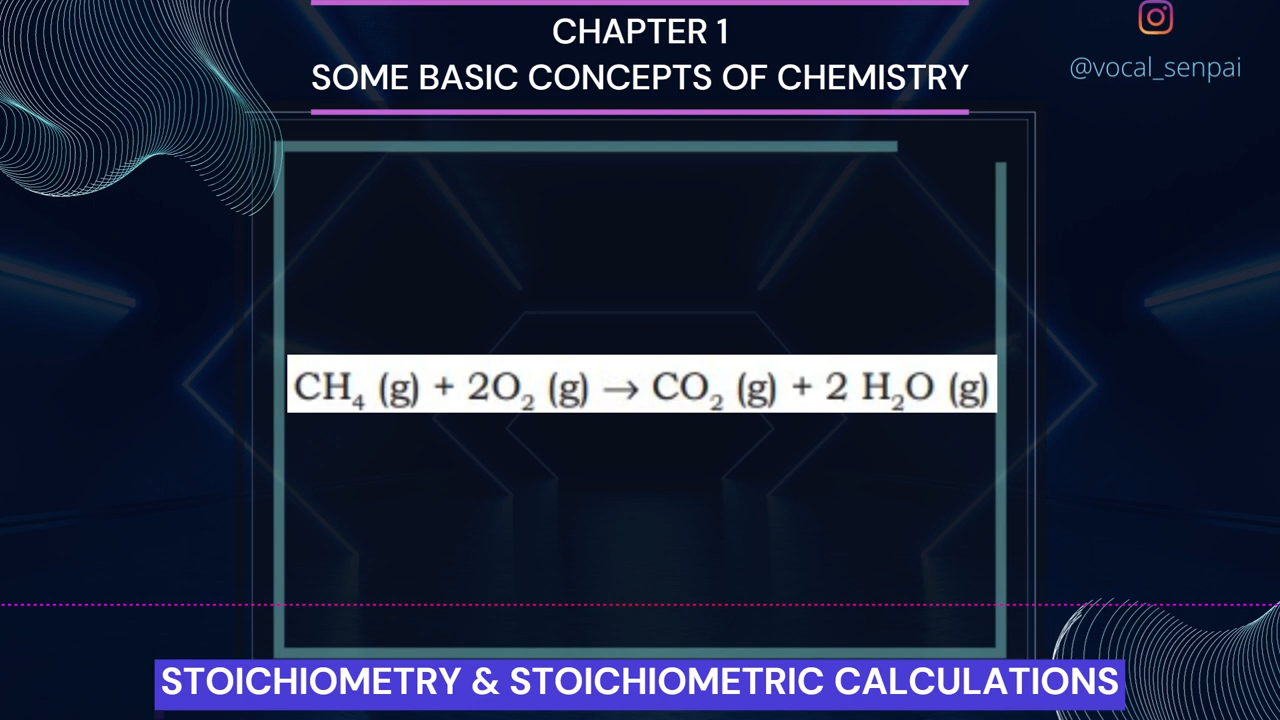 CHAPTER 1
SOME BASIC CONCEPTS OF CHEMISTRY
@vocal_senpai
CH₄ (g) + 2O₂ (g) → CO₂ (g) + 2 H₂O (g)
STOICHIOMETRY & STOICHIOMETRIC CALCULATIONS